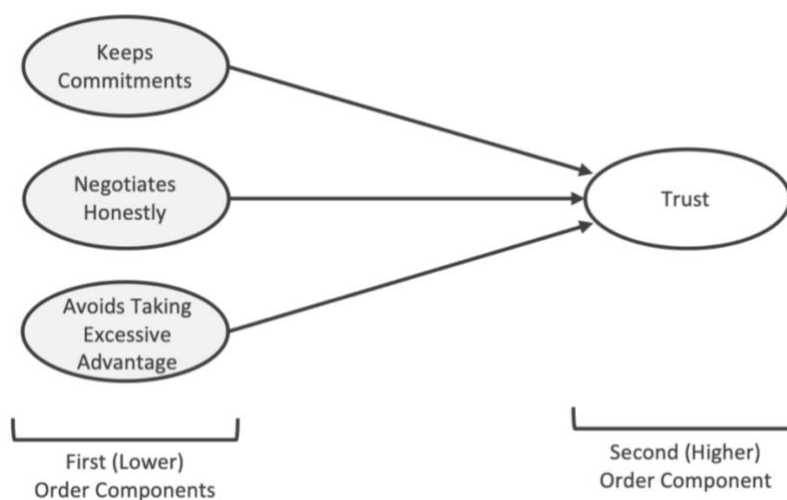 Keeps
Commitments
Negotiates
Honestly
Trust
Avoids Taking
Excessive
Advantage
First (Lower)
Order Components
Second (Higher)
Order Component